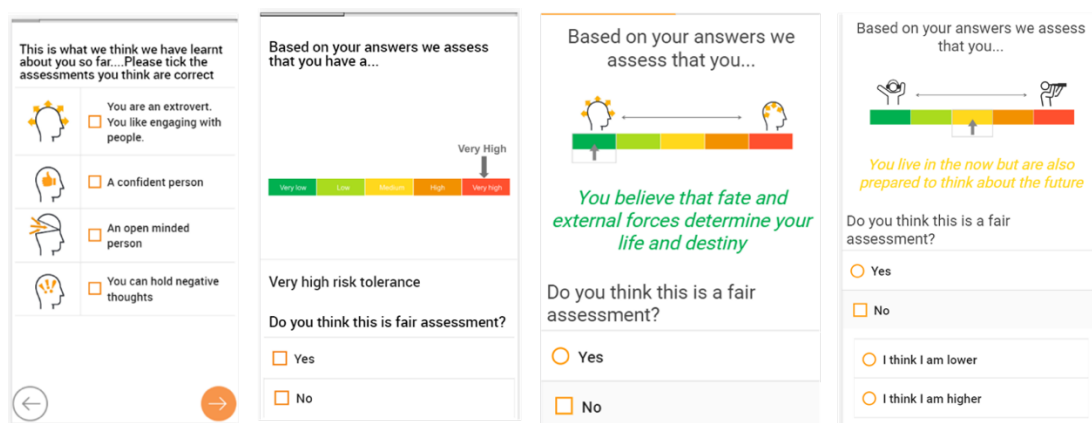 This is what we think we have learnt
about you so far....Please tick the
assessments you think are correct
You are an extrovert.
You like engaging with
people.
A confident person
An open minded
person
You can hold negative
thoughts
Based on your answers we assess
that you have a...
Very High
Very low Low Medium High Very high
Very high risk tolerance
Do you think this is fair assessment?
Yes
No
Based on your answers we
assess that you...
You believe that fate and
external forces determine your
life and destiny
Do you think this is a fair
assessment?
Yes
No
Based on your answers we assess
that you...
You live in the now but are also
prepared to think about the future
Do you think this is a fair
assessment?
Yes
No
I think I am lower
I think I am higher